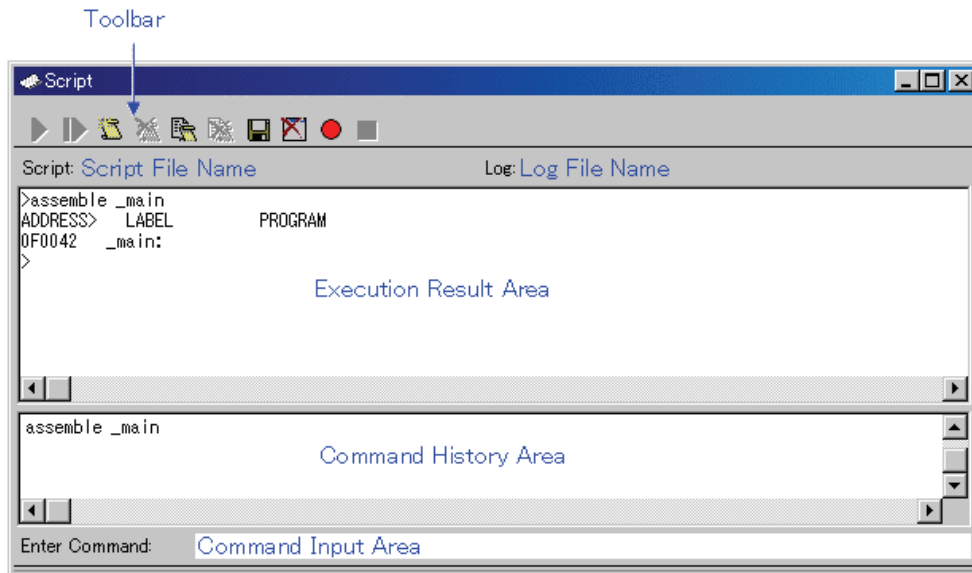 Toolbar
Script
Script: Script File Name Log: Log File Name
>assemble _main
ADDRESS> LABEL PROGRAM
0F0042 _main:
>
Execution Result Area
assemble _main
Command History Area
Enter Command: Command Input Area